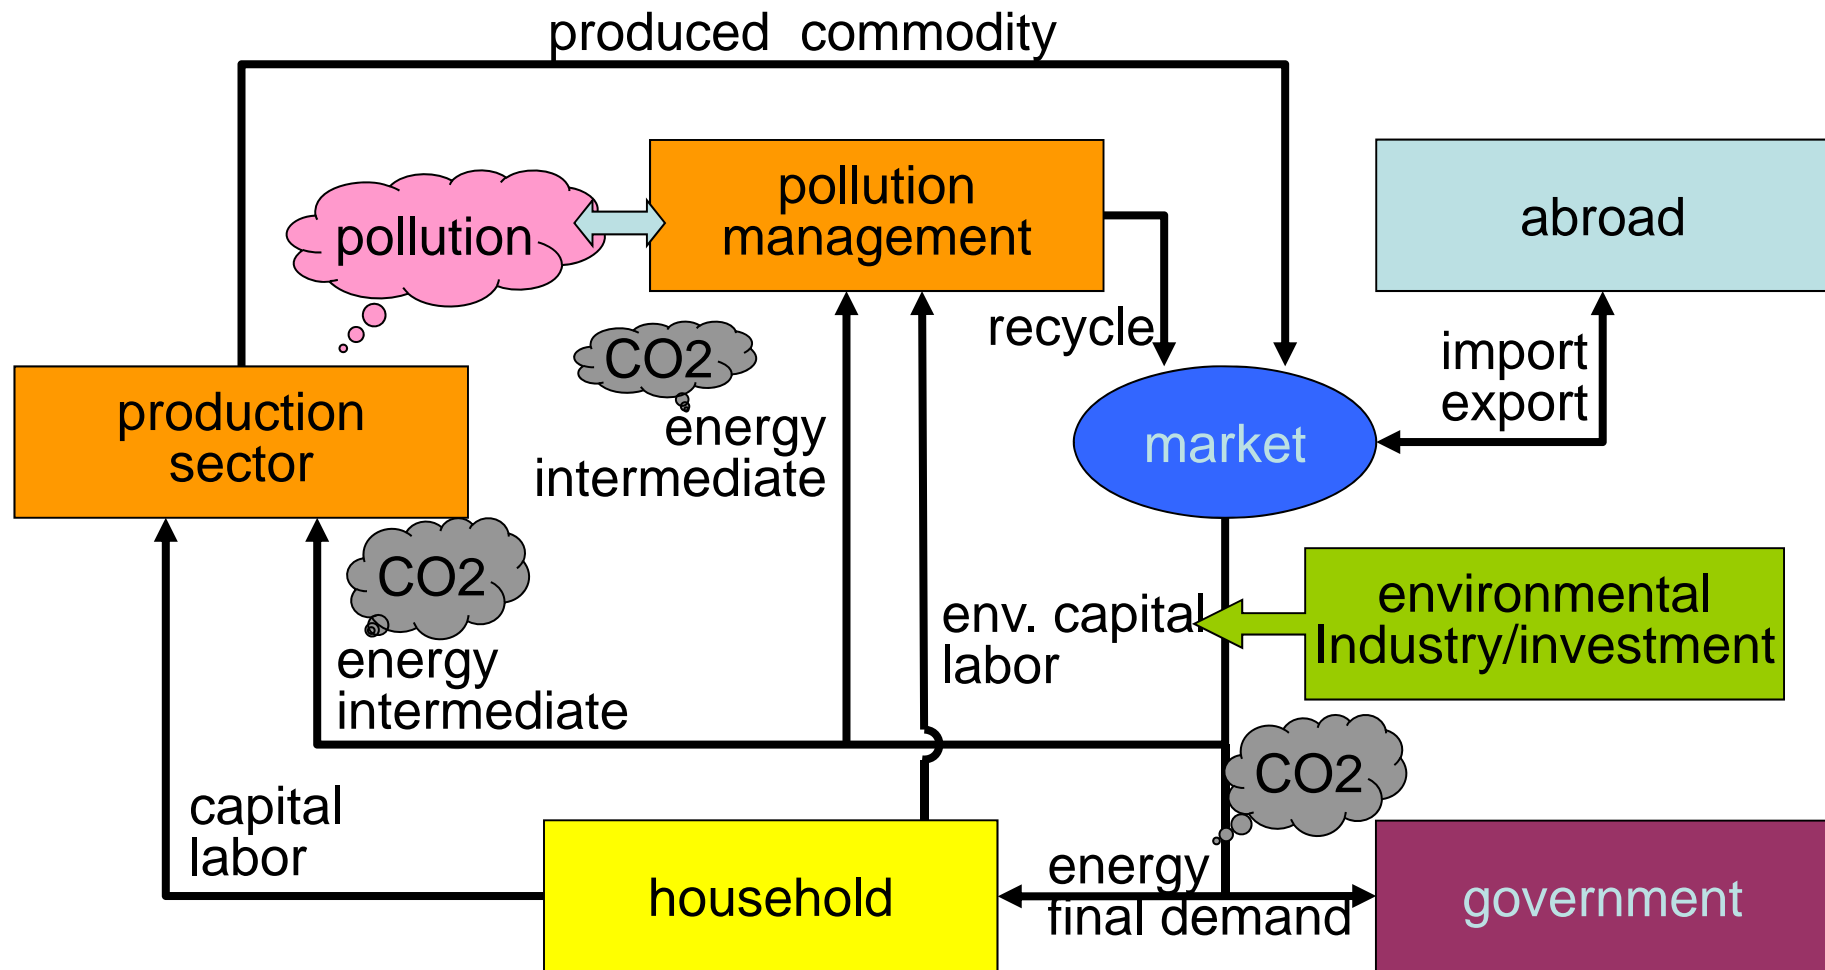 produced commodity
pollution
management
abroad
pollution
recycle
import
export
CO2
production
sector
energy
intermediate
market
CO2
environmental
Industry/investment
env. capital
labor
energy
intermediate
CO2
capital
labor
energy
final demand
household
government